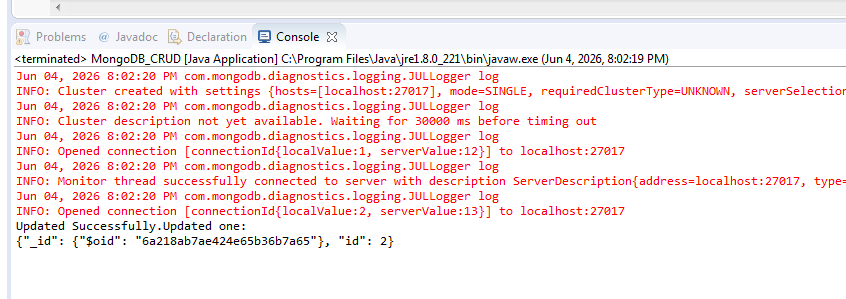 Problems @ Javadoc Declaration Console
<terminated> MongoDB_CRUD [Java Application] C:\Program Files\Java\jre1.8.0_221\bin\javaw.exe (Jun 4, 2026, 8:02:19 PM)
Jun 04, 2026 8:02:20 PM com.mongodb.diagnostics.logging.JULLogger log
INFO: Cluster created with settings {hosts=[localhost:27017], mode=SINGLE, requiredClusterType=UNKNOWN, serverSelection
Jun 04, 2026 8:02:20 PM com.mongodb.diagnostics.logging.JULLogger log
INFO: Cluster description not yet available. Waiting for 30000 ms before timing out
Jun 04, 2026 8:02:20 PM com.mongodb.diagnostics.logging.JULLogger log
INFO: Opened connection [connectionId{localValue:1, serverValue:12}] to localhost:27017
Jun 04, 2026 8:02:20 PM com.mongodb.diagnostics.logging.JULLogger log
INFO: Monitor thread successfully connected to server with description ServerDescription{address=localhost:27017, type=
Jun 04, 2026 8:02:20 PM com.mongodb.diagnostics.logging.JULLogger log
INFO: Opened connection [connectionId{localValue:2, serverValue:13}] to localhost:27017
Updated Successfully.Updated one:
{"_id": {"$oid": "6a218ab7ae424e65b36b7a65"}, "id": 2}